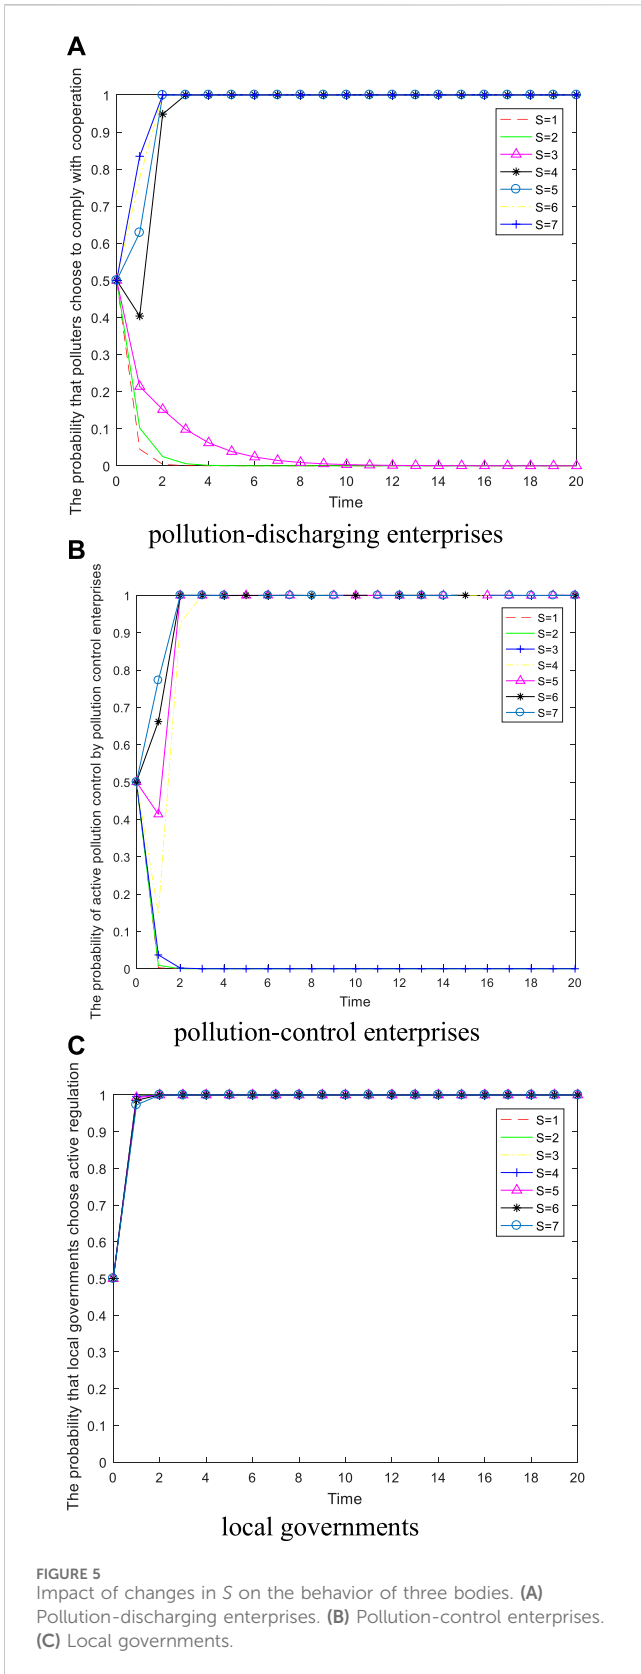 A
The probability that polluters choose to comply with cooperation
1
0.9
0.8
0.7
0.6
0.5
0.4
0.3
0.2
0.1
0
S=1
S=2
S=3
S=4
S=5
S=6
S=7
0 2 4 6 8 10 12 14 16 18 20
Time
pollution-discharging enterprises
B
The probability of active pollution control by pollution control enterprises
1
0.9
0.8
0.7
0.6
0.5
0.4
0.3
0.2
0.1
0
S=1
S=2
S=3
S=4
S=5
S=6
S=7
0 2 4 6 8 10 12 14 16 18 20
Time
pollution-control enterprises
C
The probability that local governments choose active regulation
1
0.9
0.8
0.7
0.6
0.5
0.4
0.3
0.2
0.1
0
S=1
S=2
S=3
S=4
S=5
S=6
S=7
0 2 4 6 8 10 12 14 16 18 20
Time
local governments
FIGURE 5
Impact of changes in S on the behavior of three bodies. (A)
Pollution-discharging enterprises. (B) Pollution-control enterprises.
(C) Local governments.